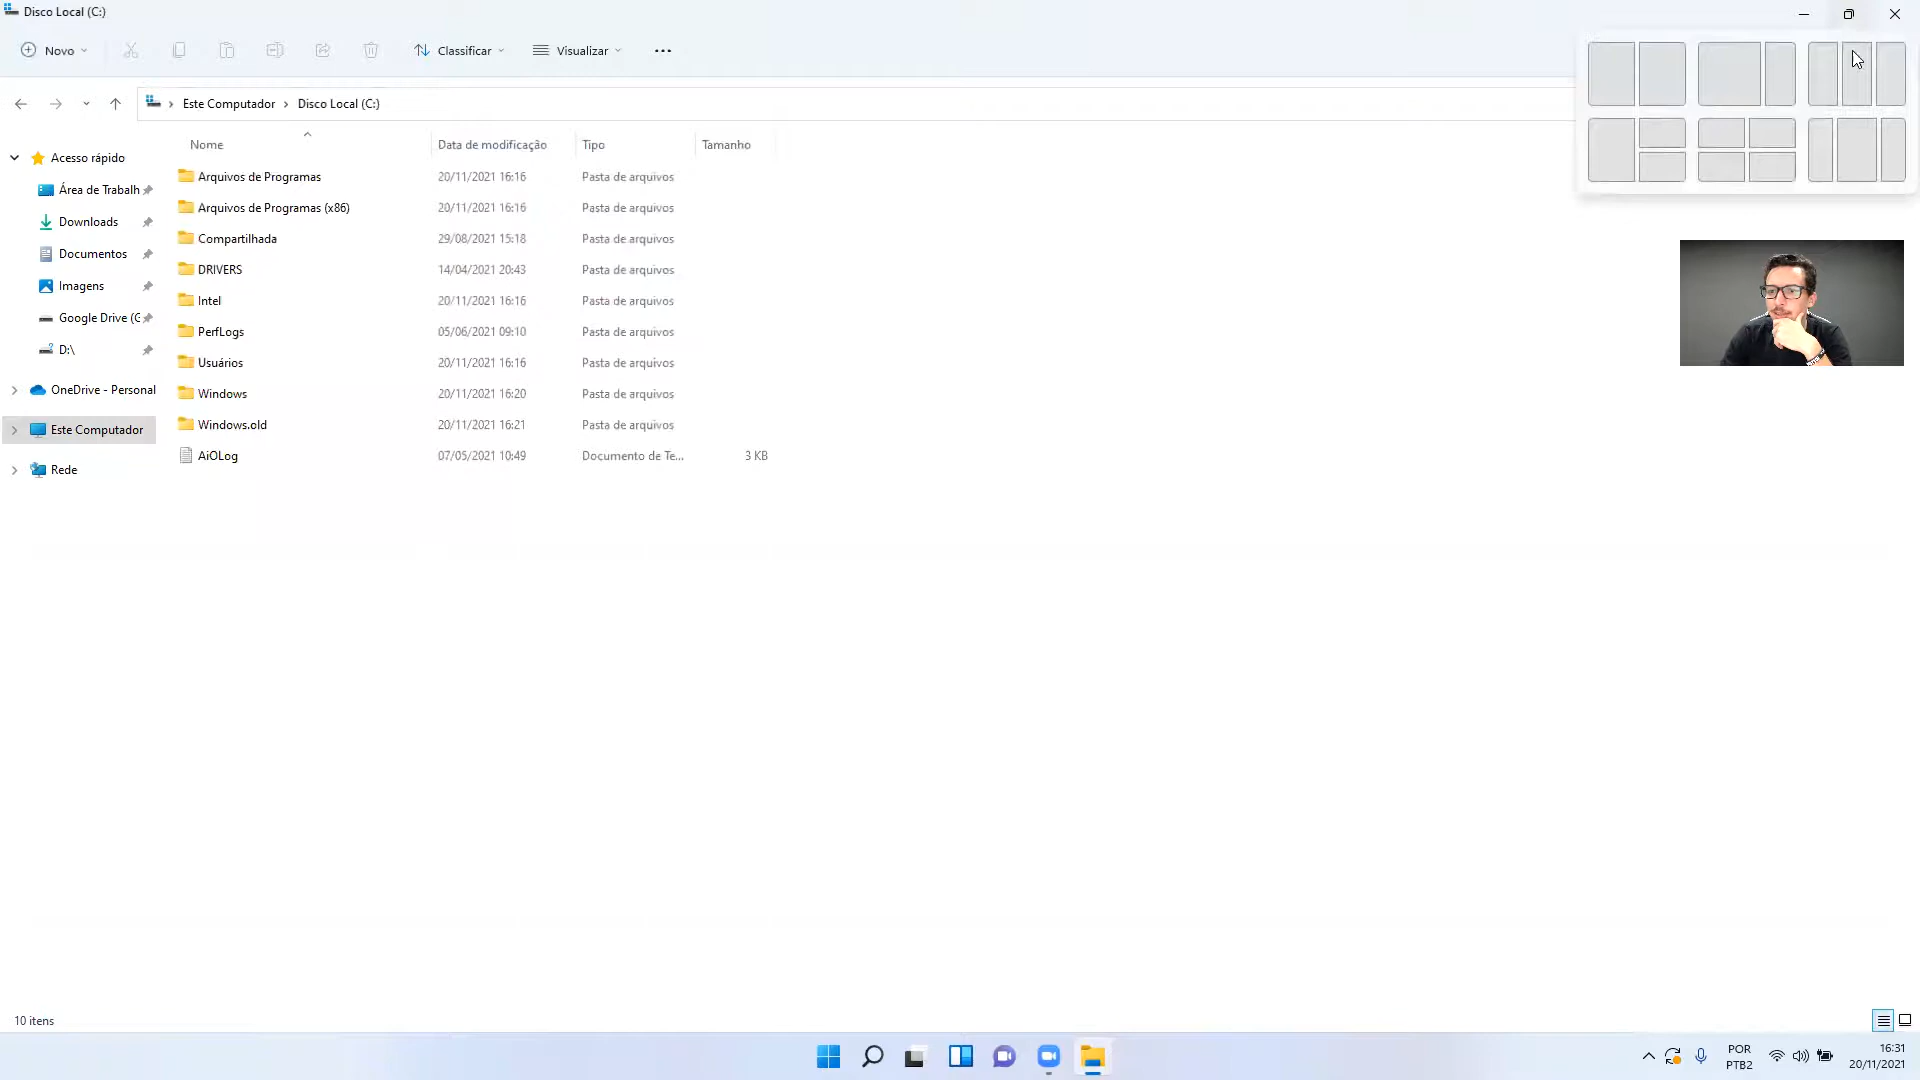 Disco Local (C:)
Novo
Classificar
Visualizar
Este Computador > Disco Local (C:)
Nome Data de modificação Tipo Tamanho
Acesso rápido
Área de Trabalh
Downloads
Documentos
Imagens
Google Drive (G
D:\
OneDrive - Personal
Este Computador
Rede
Arquivos de Programas 20/11/2021 16:16 Pasta de arquivos
Arquivos de Programas (x86) 20/11/2021 16:16 Pasta de arquivos
Compartilhada 29/08/2021 15:18 Pasta de arquivos
DRIVERS 14/04/2021 20:43 Pasta de arquivos
Intel 20/11/2021 16:16 Pasta de arquivos
PerfLogs 05/06/2021 09:10 Pasta de arquivos
Usuários 20/11/2021 16:16 Pasta de arquivos
Windows 20/11/2021 16:20 Pasta de arquivos
Windows.old 20/11/2021 16:21 Pasta de arquivos
AiOLog 07/05/2021 10:49 Documento de Te... 3 KB
10 itens
POR
PTB2
16:31
20/11/2021